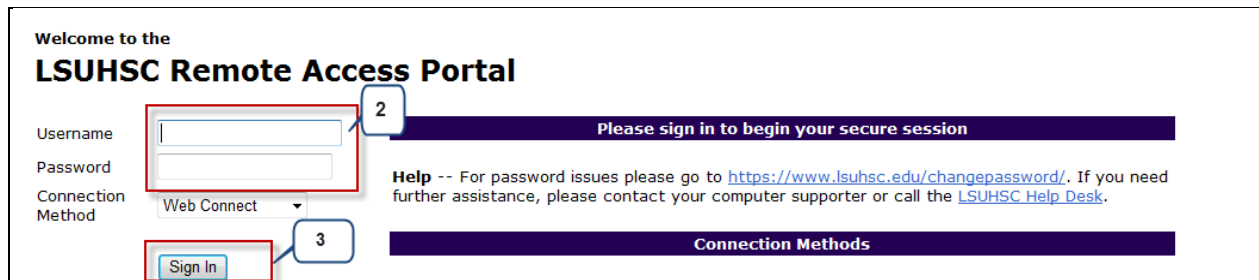 Welcome to the
LSUHSC Remote Access Portal
2
Username
Password
Connection
Method
Web Connect
3
Sign In
Please sign in to begin your secure session
Help -- For password issues please go to https://www.lsuhsc.edu/changepassword/. If you need
further assistance, please contact your computer supporter or call the LSUHSC Help Desk.
Connection Methods